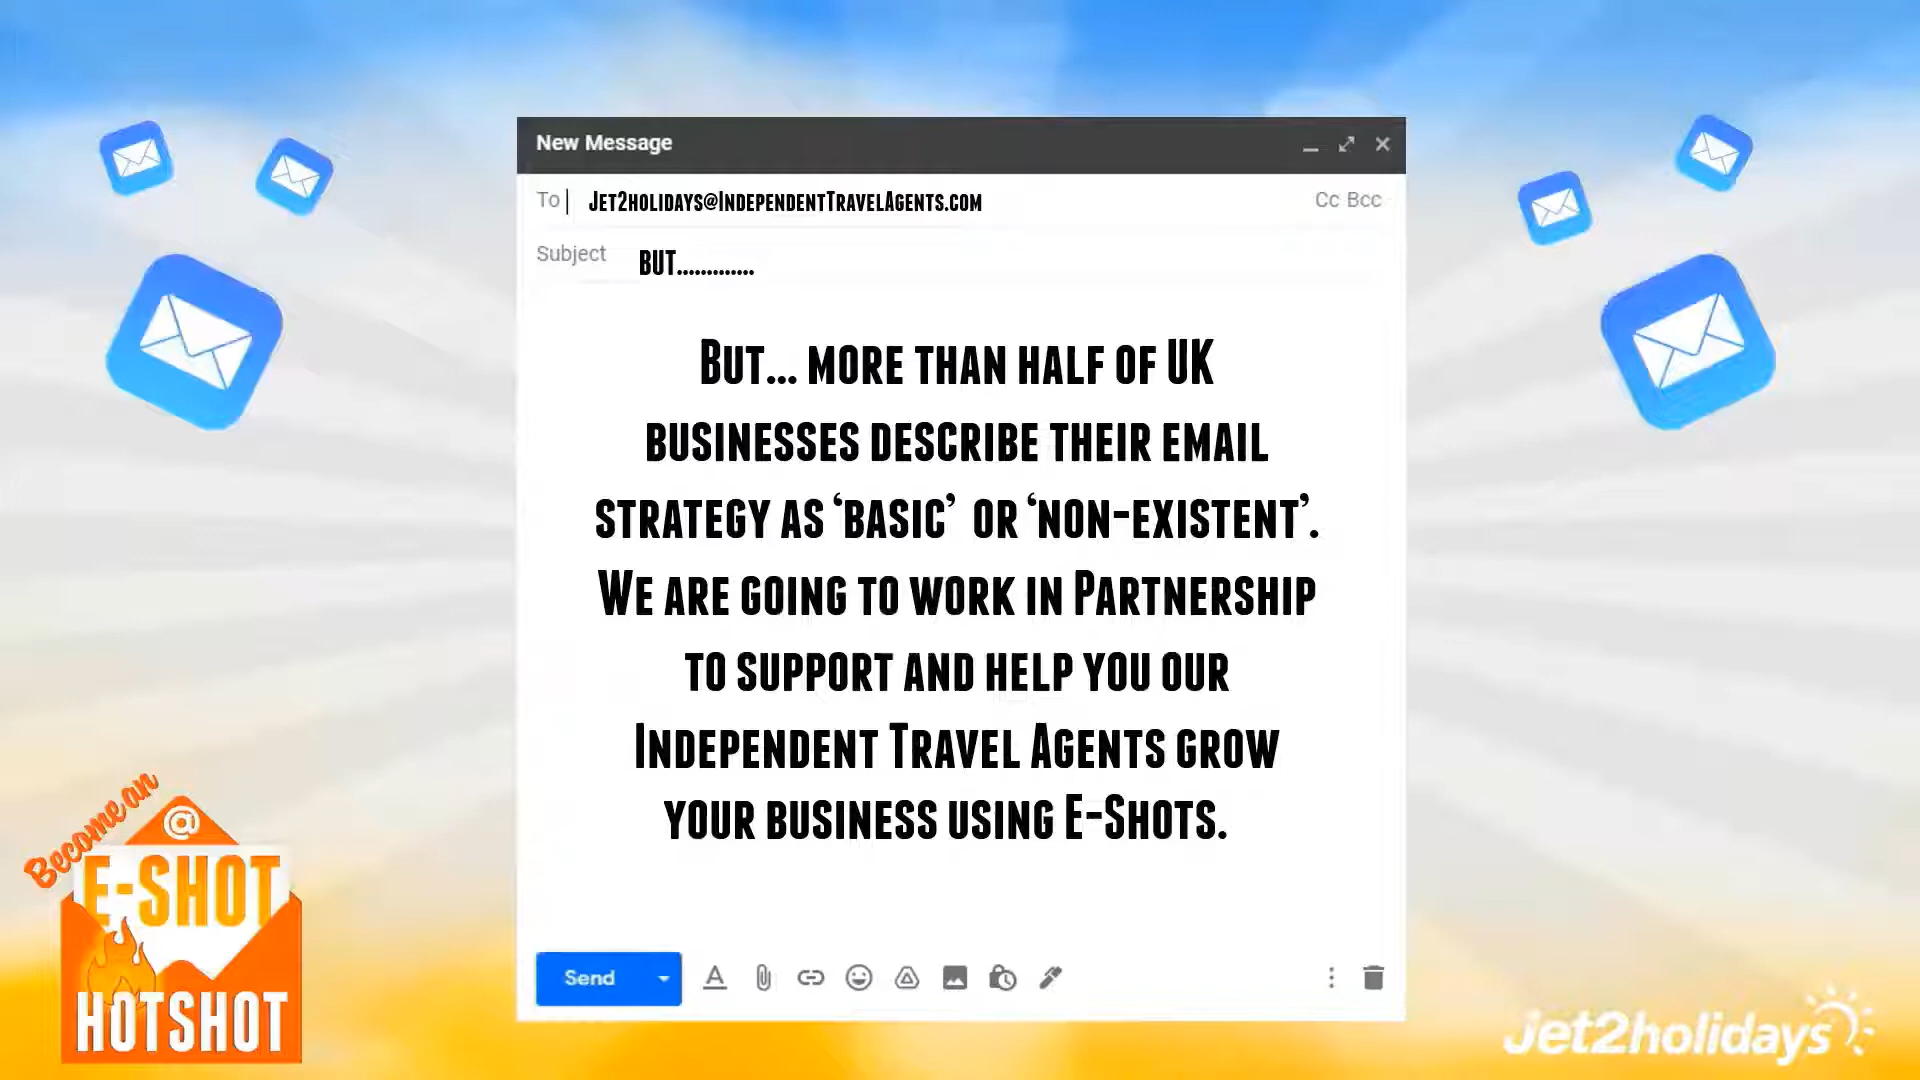 New Message
To Jet2holidays@IndependentTravelAgents.com Cc Bcc
Subject BUT.............
But... more than half of UK
businesses describe their email
strategy as ‘basic’ or ‘non-existent’.
We are going to work in Partnership
to support and help you our
Independent Travel Agents grow
your business using E-Shots.
Send
Become an
@
E-SHOT
HOTSHOT
Jet2holidays